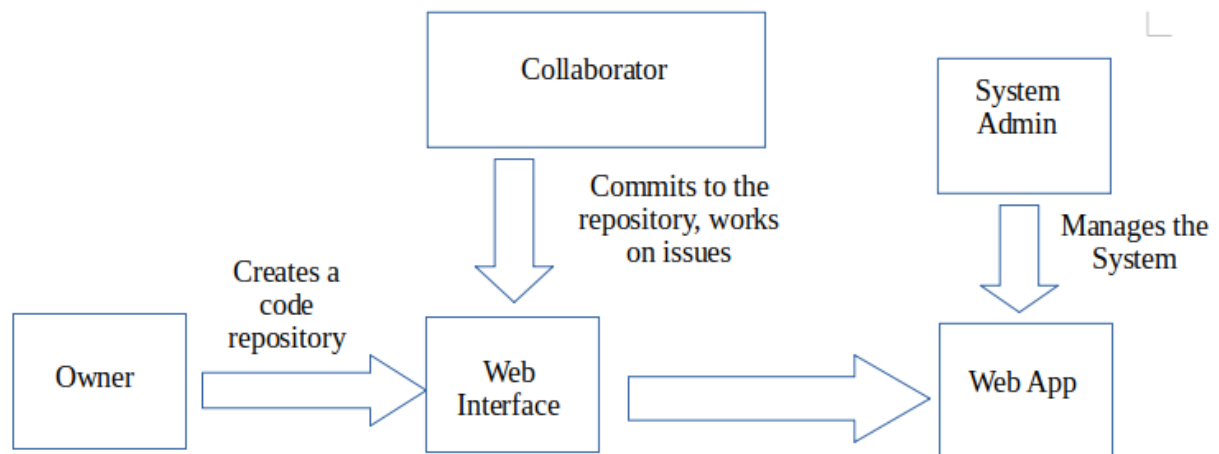 Collaborator
System
Admin
Commits to the
repository, works
on issues
Manages the
System
Creates a
code
repository
Owner
Web
Interface
Web App